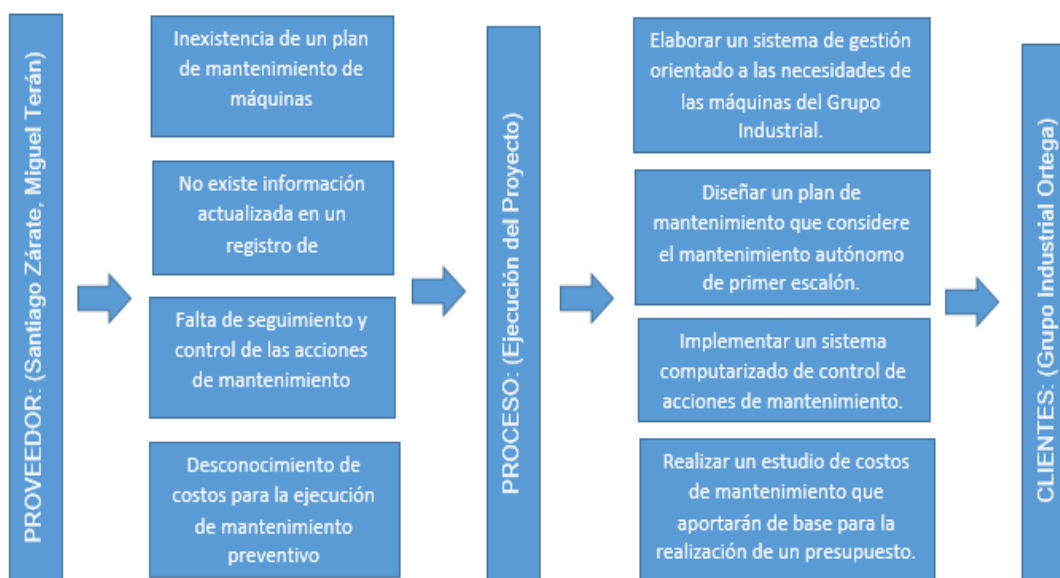 PROVEEDOR: (Santiago Zárate, Miguel Terán)
Inexistencia de un plan
de mantenimiento de
máquinas
No existe información
actualizada en un
registro de
Falta de seguimiento y
control de las acciones
de mantenimiento
Desconocimiento de
costos para la ejecución
de mantenimiento
preventivo
PROCESO: (Ejecución del Proyecto)
Elaborar un sistema de gestión
orientado a las necesidades de
las máquinas del Grupo
Industrial.
Diseñar un plan de
mantenimiento que considere
el mantenimiento autónomo
de primer escalón.
Implementar un sistema
computarizado de control de
acciones de mantenimiento.
Realizar un estudio de costos
de mantenimiento que
aportarán de base para la
realización de un presupuesto.
CLIENTES: (Grupo Industrial Ortega)